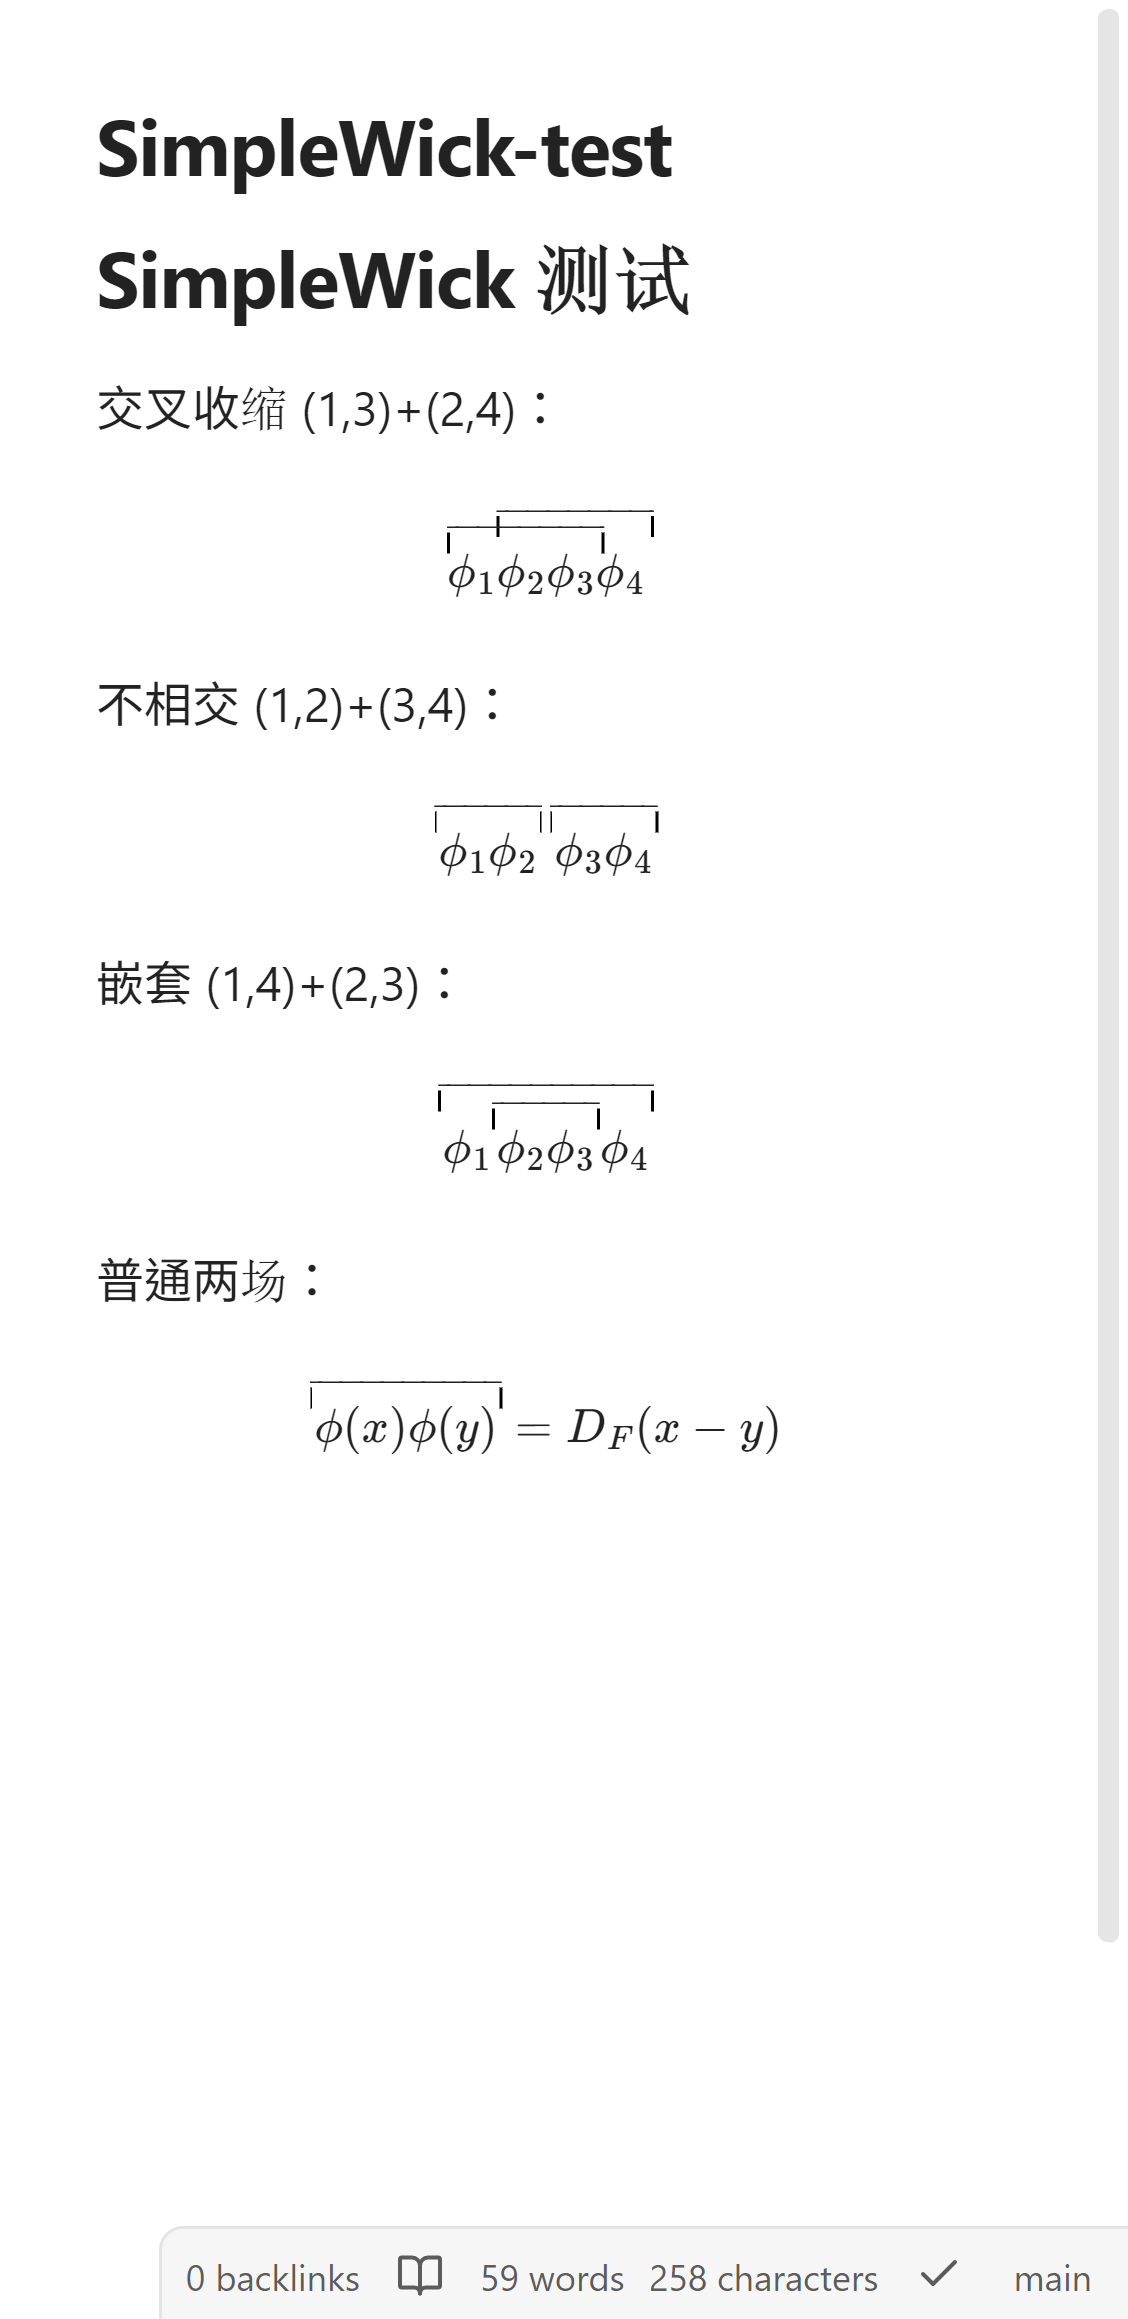 SimpleWick-test
SimpleWick 测试
交叉收缩 (1,3)+(2,4)：
ϕ₁ϕ₂ϕ₃ϕ₄
不相交 (1,2)+(3,4)：
ϕ₁ϕ₂ ϕ₃ϕ₄
嵌套 (1,4)+(2,3)：
ϕ₁ϕ₂ϕ₃ϕ₄
普通两场：
ϕ(x)ϕ(y) = D_F(x − y)
0 backlinks 59 words 258 characters main